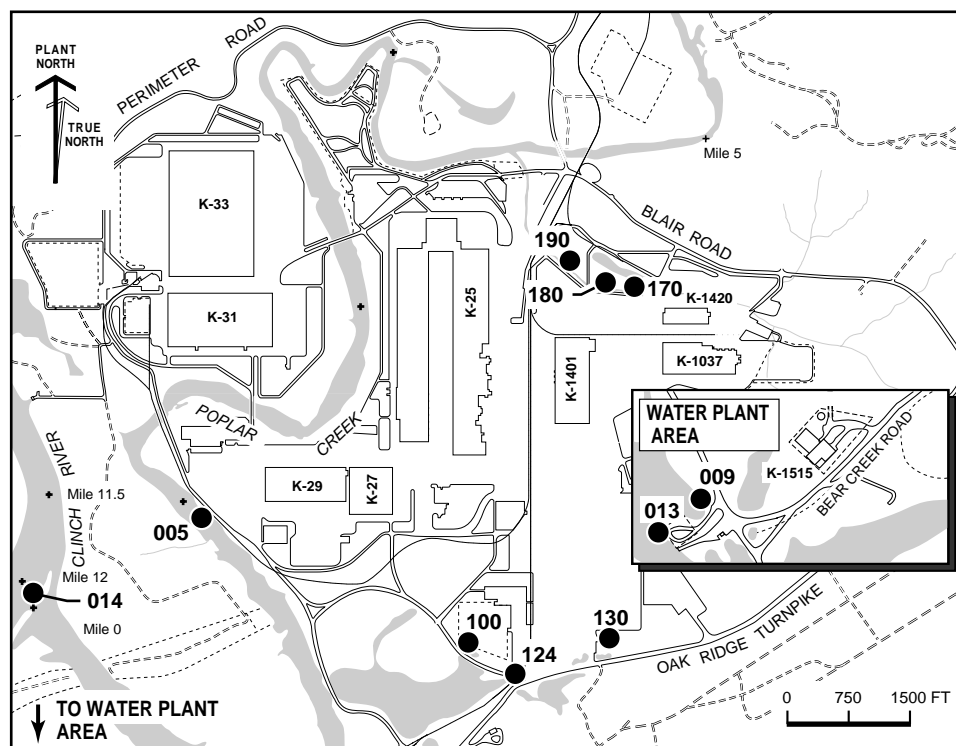 PLANT
NORTH
TRUE
NORTH
PERIMETER ROAD
Mile 5
K-33
BLAIR ROAD
190
180
170
K-25
K-31
K-1420
K-1401
K-1037
POPLAR CREEK
WATER PLANT
AREA
K-1515
BEAR CREEK ROAD
009
013
CLINCH RIVER
Mile 11.5
K-29
K-27
005
Mile 12
014
Mile 0
100
124
130
OAK RIDGE TURNPIKE
TO WATER PLANT
AREA
0 750 1500 FT